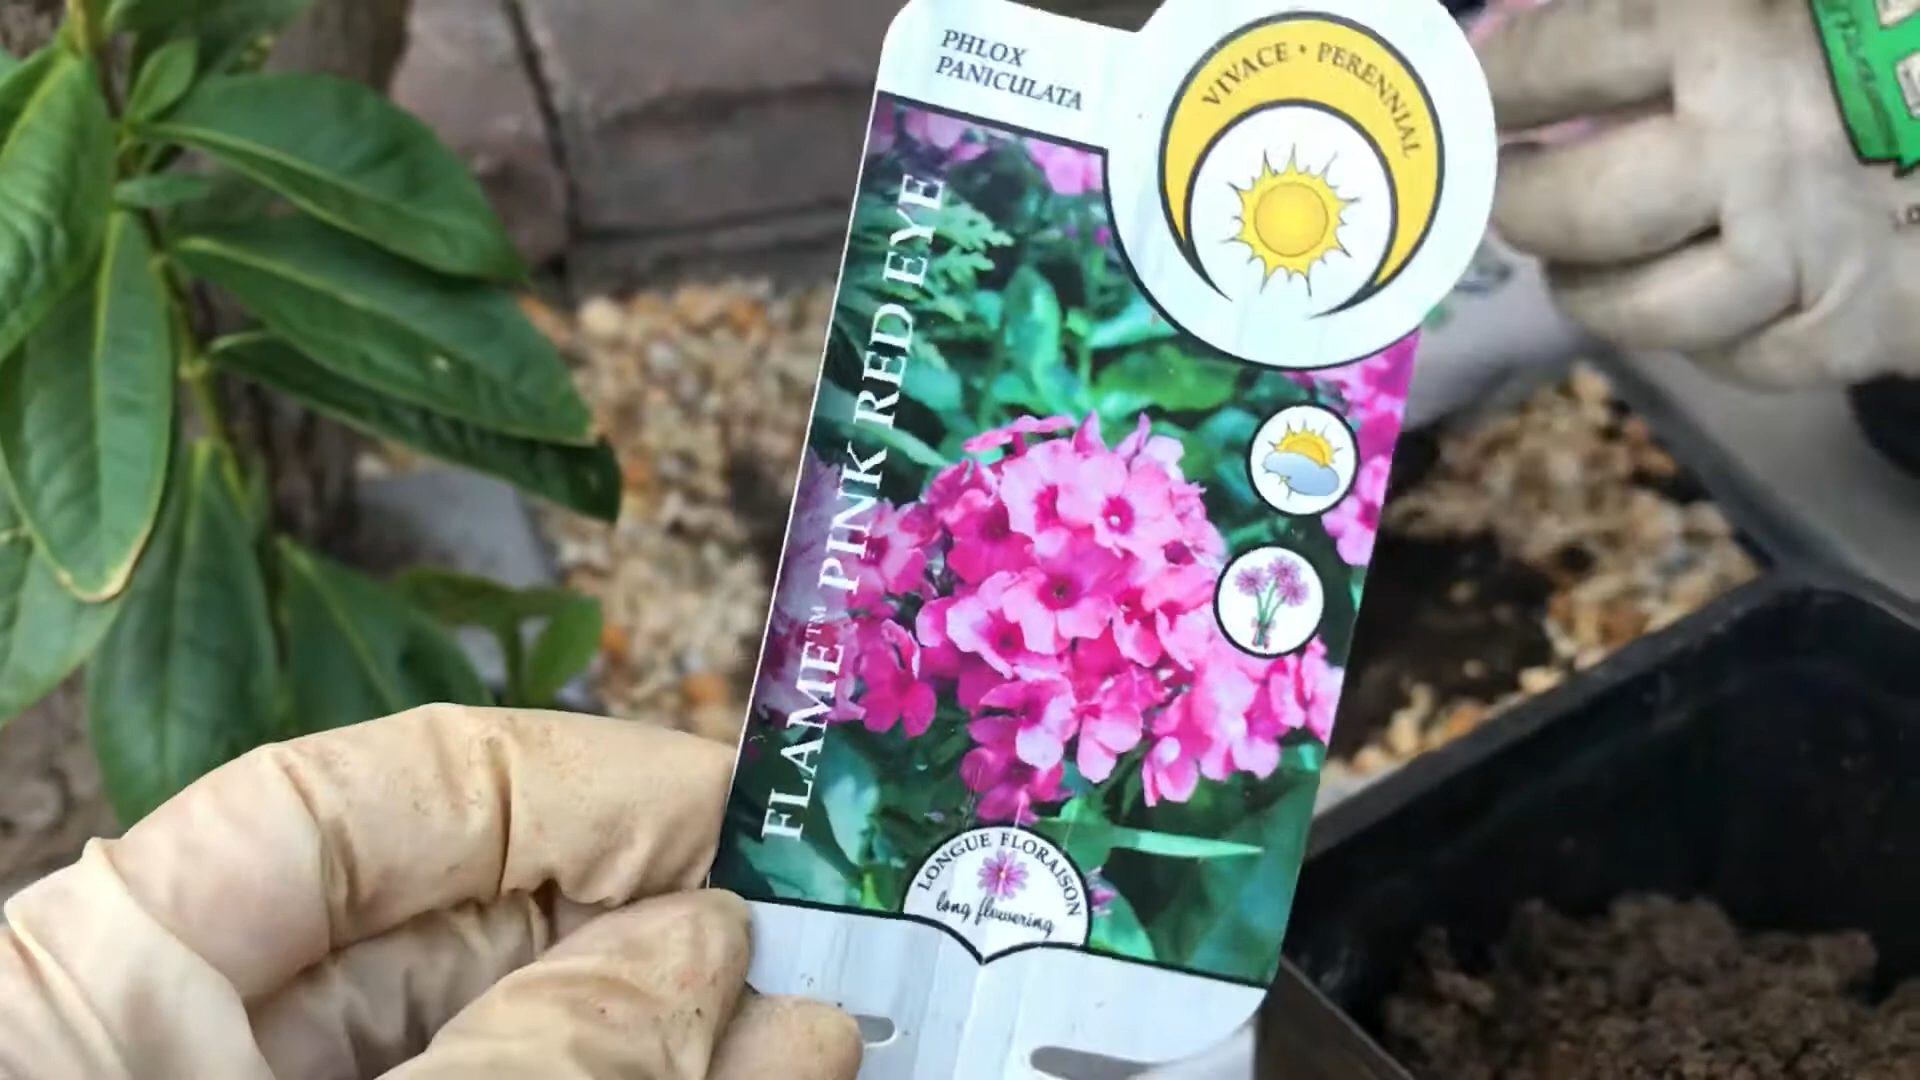 PHLOX
PANICULATA
VIVACE • PERENNIAL
FLAME™ PINK RED EYE
LONGUE FLORAISON
long flowering